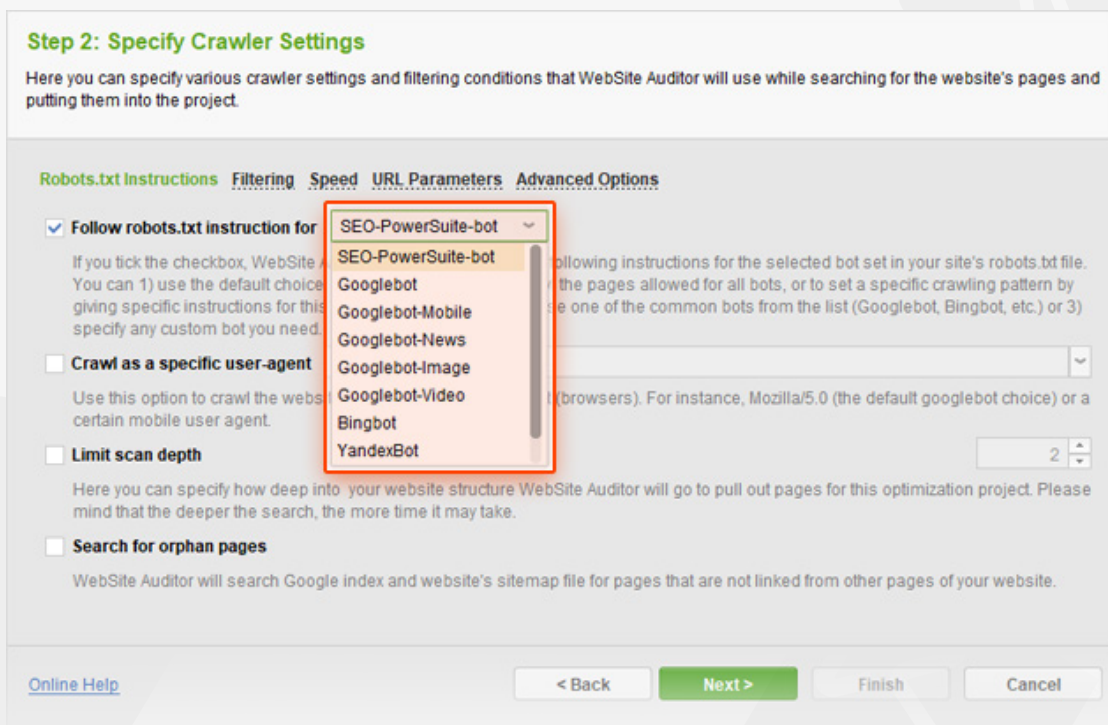 Step 2: Specify Crawler Settings
Here you can specify various crawler settings and filtering conditions that WebSite Auditor will use while searching for the website's pages and
putting them into the project.
Robots.txt Instructions Filtering Speed URL Parameters Advanced Options
Follow robots.txt instruction for SEO-PowerSuite-bot
SEO-PowerSuite-bot
Googlebot
Googlebot-Mobile
Googlebot-News
Googlebot-Image
Googlebot-Video
Bingbot
YandexBot
If you tick the checkbox, WebSite ollowing instructions for the selected bot set in your site's robots.txt file.
You can 1) use the default choice the pages allowed for all bots, or to set a specific crawling pattern by
giving specific instructions for this e one of the common bots from the list (Googlebot, Bingbot, etc.) or 3)
specify any custom bot you need.
Crawl as a specific user-agent
Use this option to crawl the webs (browsers). For instance, Mozilla/5.0 (the default googlebot choice) or a
certain mobile user agent.
Limit scan depth 2
Here you can specify how deep into your website structure WebSite Auditor will go to pull out pages for this optimization project. Please
mind that the deeper the search, the more time it may take.
Search for orphan pages
WebSite Auditor will search Google index and website's sitemap file for pages that are not linked from other pages of your website.
Online Help < Back Next > Finish Cancel